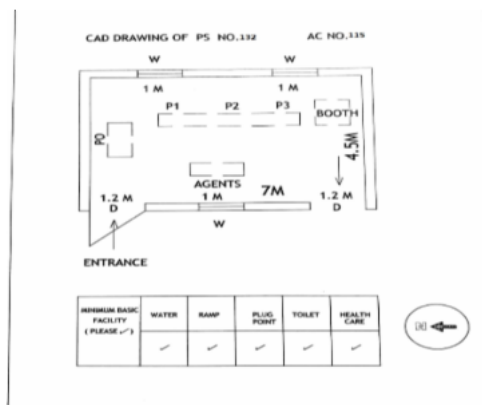 CAD DRAWING OF PS NO.132 AC NO.115
W W
1 M 1 M
P1 P2 P3
BOOTH
PO
4.5M
AGENTS
1.2 M 1 M 7M 1.2 M
D W D
ENTRANCE
MINIMUM BASIC FACILITY ( PLEASE ✓ ) WATER RAMP PLUG POINT TOILET HEALTH CARE
✓ ✓ ✓ ✓ ✓
N